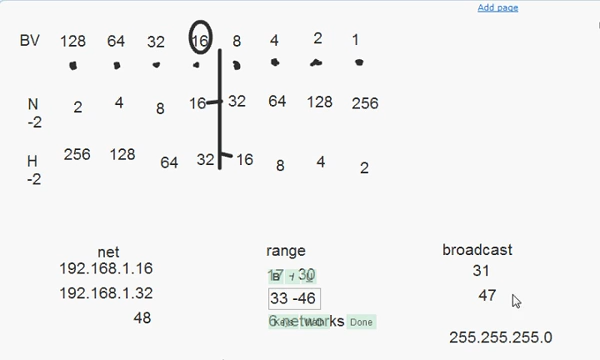 Add page
BV 128 64 32 16 8 4 2 1
N 2 4 8 16 32 64 128 256
-2
H 256 128 64 32 16 8 4 2
-2
net range broadcast
192.168.1.16 17 - 30 31
192.168.1.32 33 -46 47
48 6 networks Done
255.255.255.0